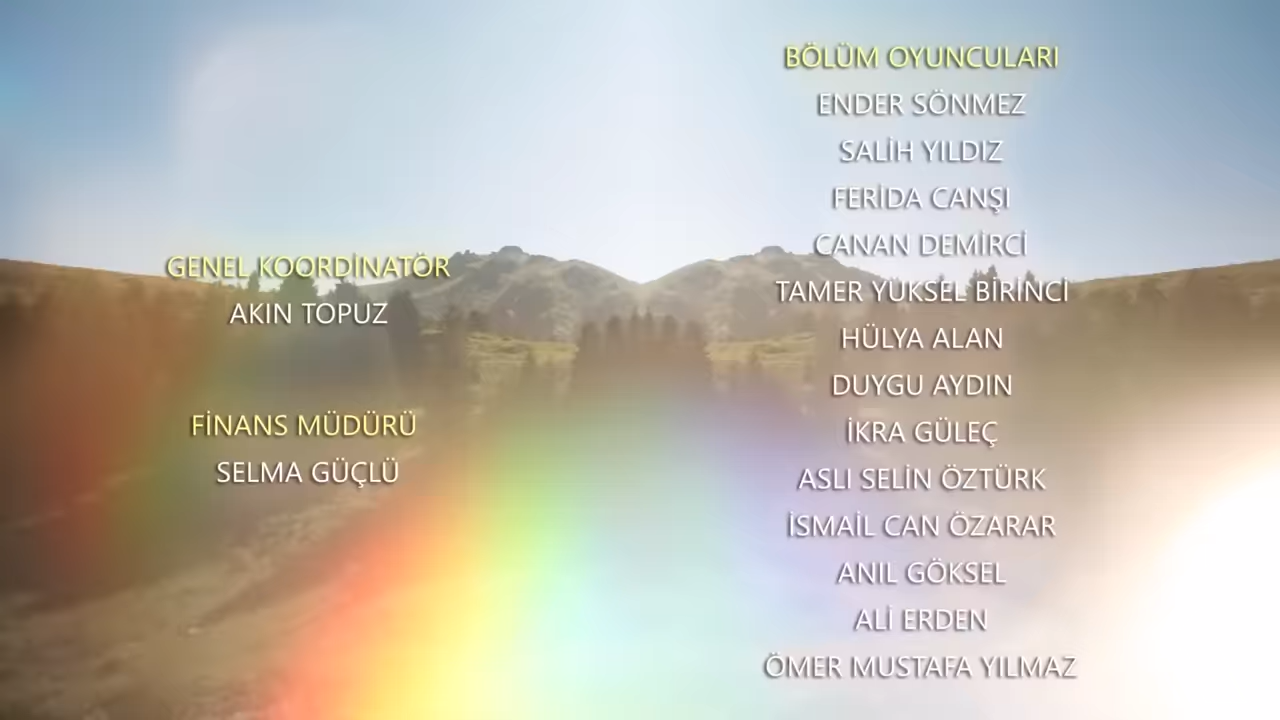 GENEL KOORDİNATÖR
AKIN TOPUZ
FİNANS MÜDÜRÜ
SELMA GÜÇLÜ
BÖLÜM OYUNCULARI
ENDER SÖNMEZ
SALİH YILDIZ
FERİDA CANŞI
CANAN DEMİRCİ
TAMER YÜKSEL BİRİNCİ
HÜLYA ALAN
DUYGU AYDIN
İKRA GÜLEÇ
ASLI SELİN ÖZTÜRK
İSMAİL CAN ÖZARAR
ANIL GÖKSEL
ALİ ERDEN
ÖMER MUSTAFA YILMAZ